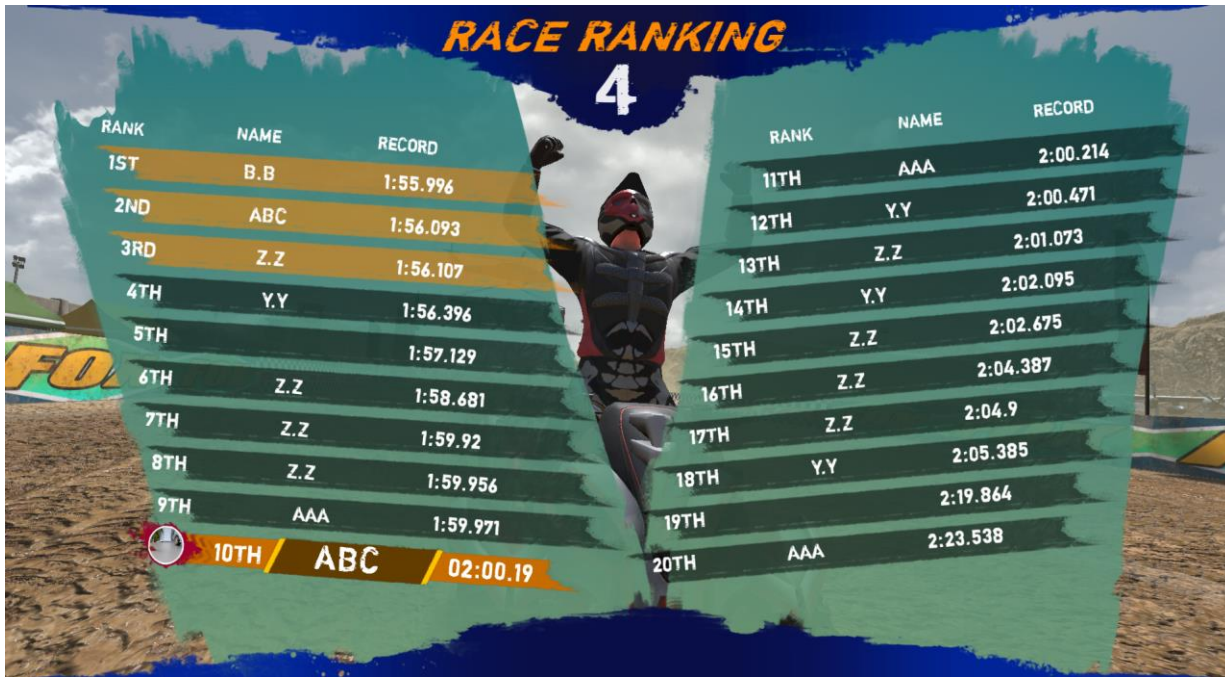 RACE RANKING
4
RANK NAME RECORD
1ST B.B 1:55.996
2ND ABC 1:56.093
3RD Z.Z 1:56.107
4TH Y.Y 1:56.396
5TH 1:57.129
6TH Z.Z 1:58.681
7TH Z.Z 1:59.92
8TH Z.Z 1:59.956
9TH AAA 1:59.971
10TH ABC 02:00.19
RANK NAME RECORD
11TH AAA 2:00.214
12TH Y.Y 2:00.471
13TH Z.Z 2:01.073
14TH Y.Y 2:02.095
15TH Z.Z 2:02.675
16TH Z.Z 2:04.387
17TH Z.Z 2:04.9
18TH Y.Y 2:05.385
19TH 2:19.864
20TH AAA 2:23.538